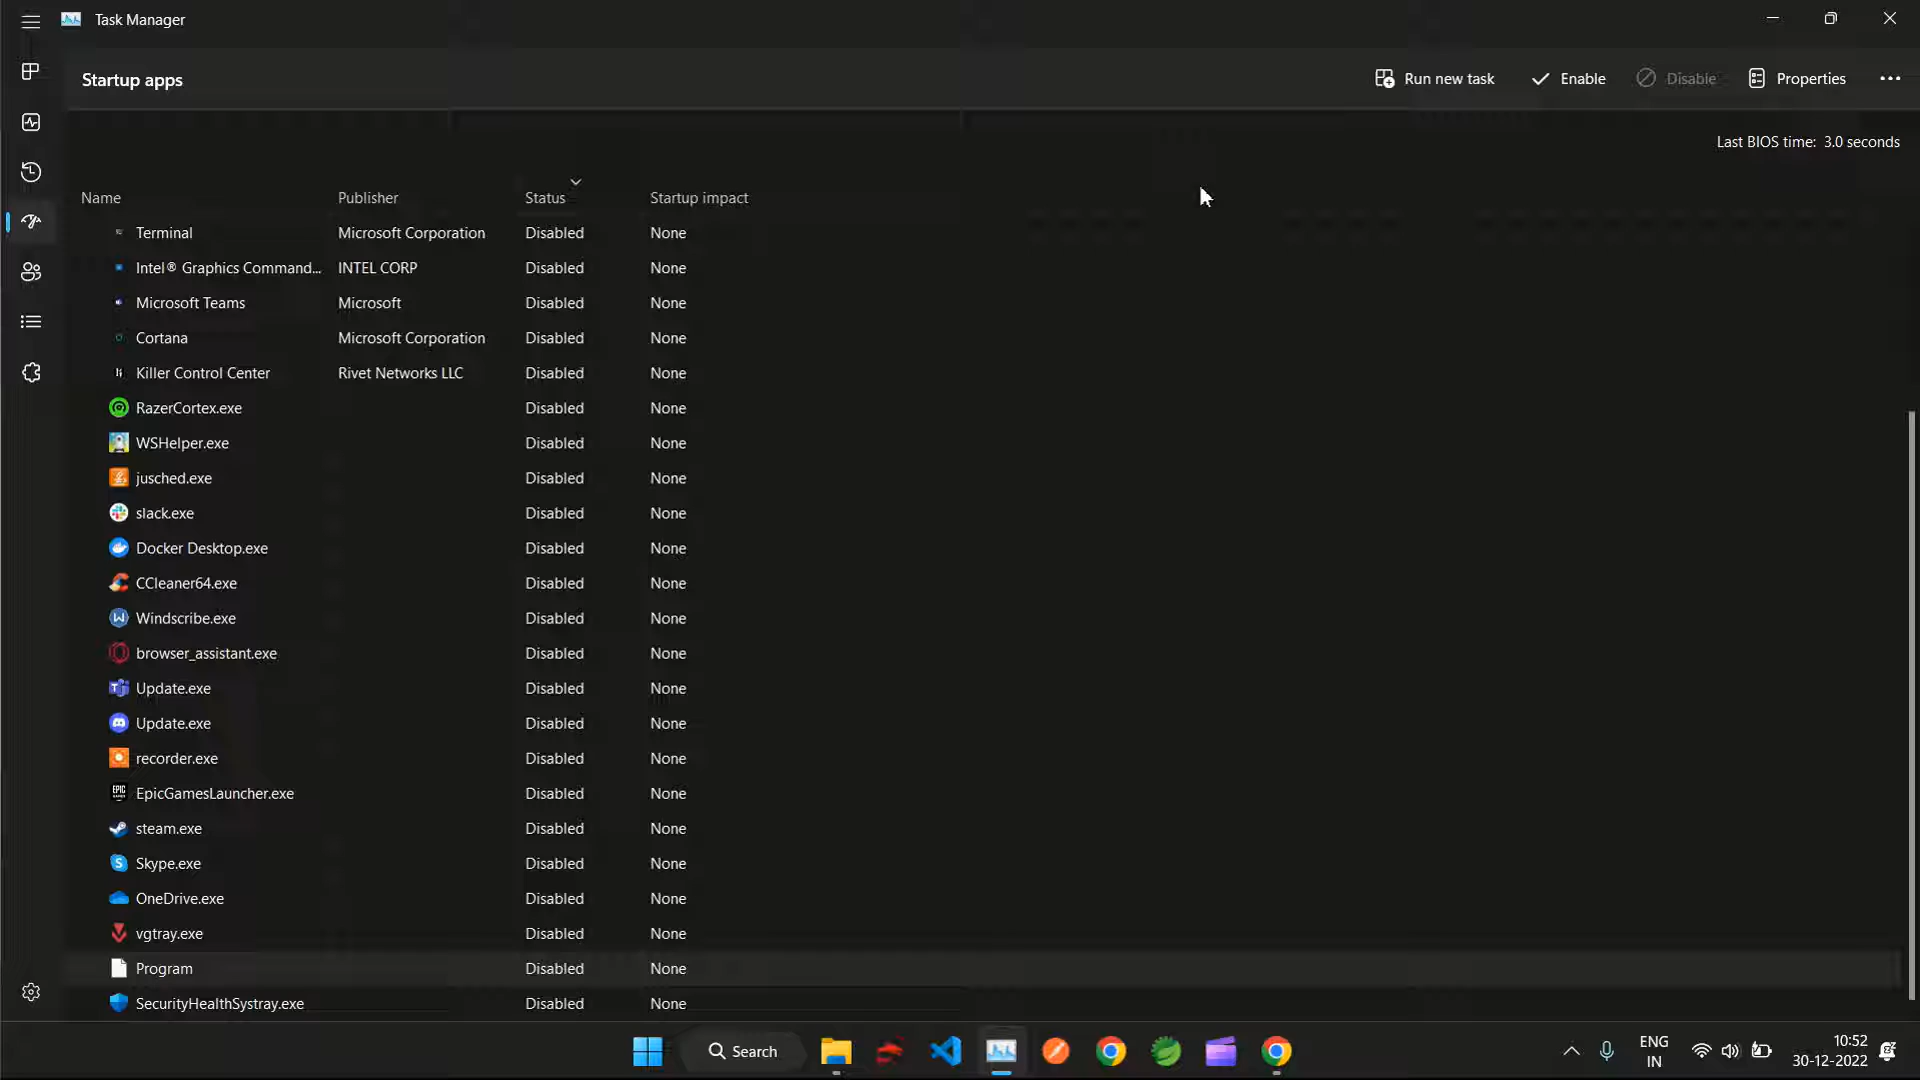 Task Manager
Startup apps
Run new task
Enable
Disable
Properties
Last BIOS time: 3.0 seconds
Name Publisher Status Startup impact
Terminal Microsoft Corporation Disabled None
Intel® Graphics Command... INTEL CORP Disabled None
Microsoft Teams Microsoft Disabled None
Cortana Microsoft Corporation Disabled None
Killer Control Center Rivet Networks LLC Disabled None
RazerCortex.exe Disabled None
WSHelper.exe Disabled None
jusched.exe Disabled None
slack.exe Disabled None
Docker Desktop.exe Disabled None
CCleaner64.exe Disabled None
Windscribe.exe Disabled None
browser_assistant.exe Disabled None
Update.exe Disabled None
Update.exe Disabled None
recorder.exe Disabled None
EpicGamesLauncher.exe Disabled None
steam.exe Disabled None
Skype.exe Disabled None
OneDrive.exe Disabled None
vgtray.exe Disabled None
Program Disabled None
SecurityHealthSystray.exe Disabled None
Search
ENG
IN
10:52
30-12-2022